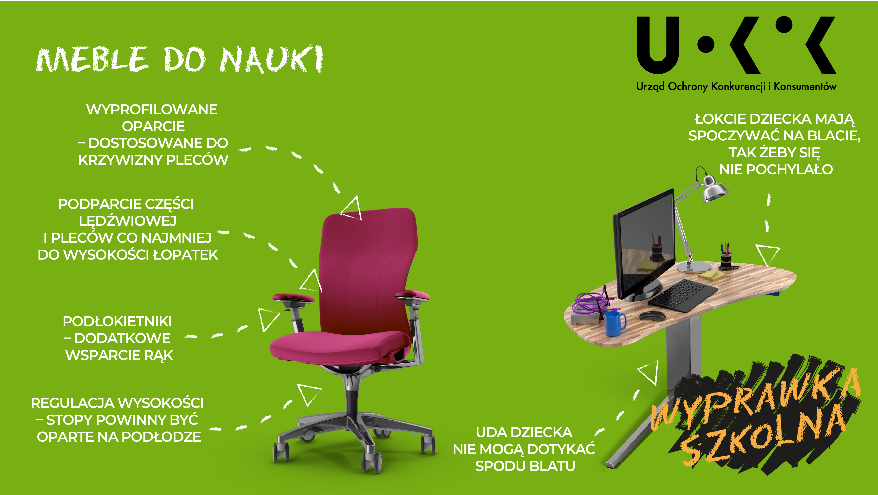 MEBLE DO NAUKI
U·K·K
Urząd Ochrony Konkurencji i Konsumentów
WYPROFILOWANE
OPARCIE
– DOSTOSOWANE DO
KRZYWIZNY PLECÓW
PODPARCIE CZĘŚCI
LĘDŹWIOWEJ
I PLECÓW CO NAJMNIEJ
DO WYSOKOŚCI ŁOPATEK
PODŁOKIETNIKI
– DODATKOWE
WSPARCIE RĄK
REGULACJA WYSOKOŚCI
– STOPY POWINNY BYĆ
OPARTE NA PODŁODZE
ŁOKCIE DZIECKA MAJĄ
SPOCZYWAĆ NA BLACIE,
TAK ŻEBY SIĘ
NIE POCHYLAŁO
UDA DZIECKA
NIE MOGĄ DOTYKAĆ
SPODU BLATU
WYPRAWKA
SZKOLNA